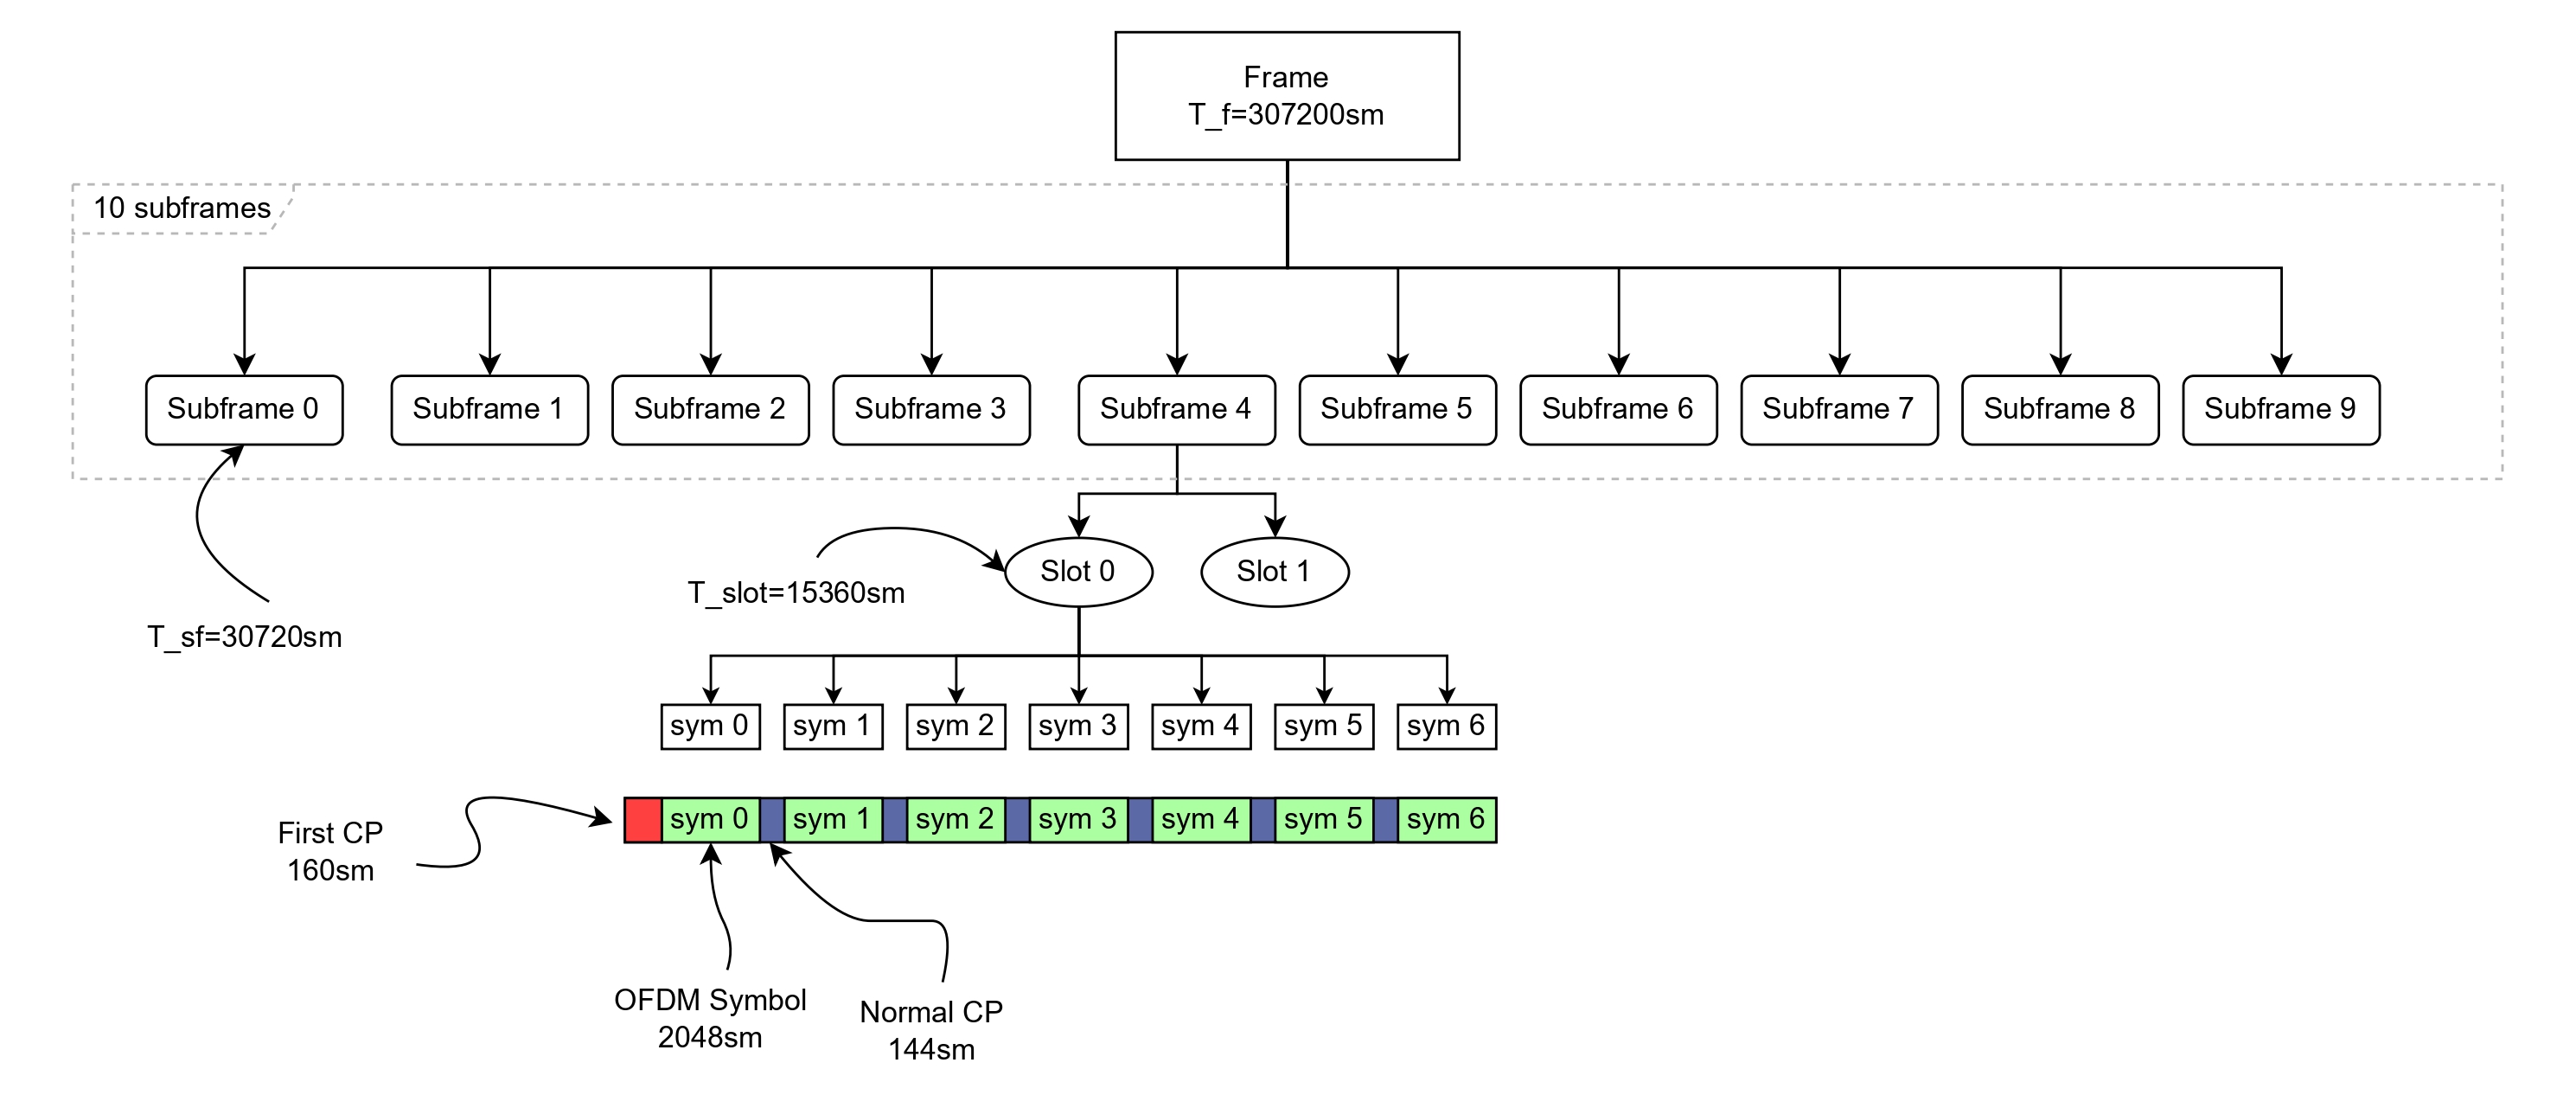 Frame
T_f=307200sm
10 subframes
Subframe 0
Subframe 1
Subframe 2
Subframe 3
Subframe 4
Subframe 5
Subframe 6
Subframe 7
Subframe 8
Subframe 9
Slot 0
Slot 1
T_slot=15360sm
T_sf=30720sm
sym 0
sym 1
sym 2
sym 3
sym 4
sym 5
sym 6
sym 0
sym 1
sym 2
sym 3
sym 4
sym 5
sym 6
First CP
160sm
OFDM Symbol
2048sm
Normal CP
144sm